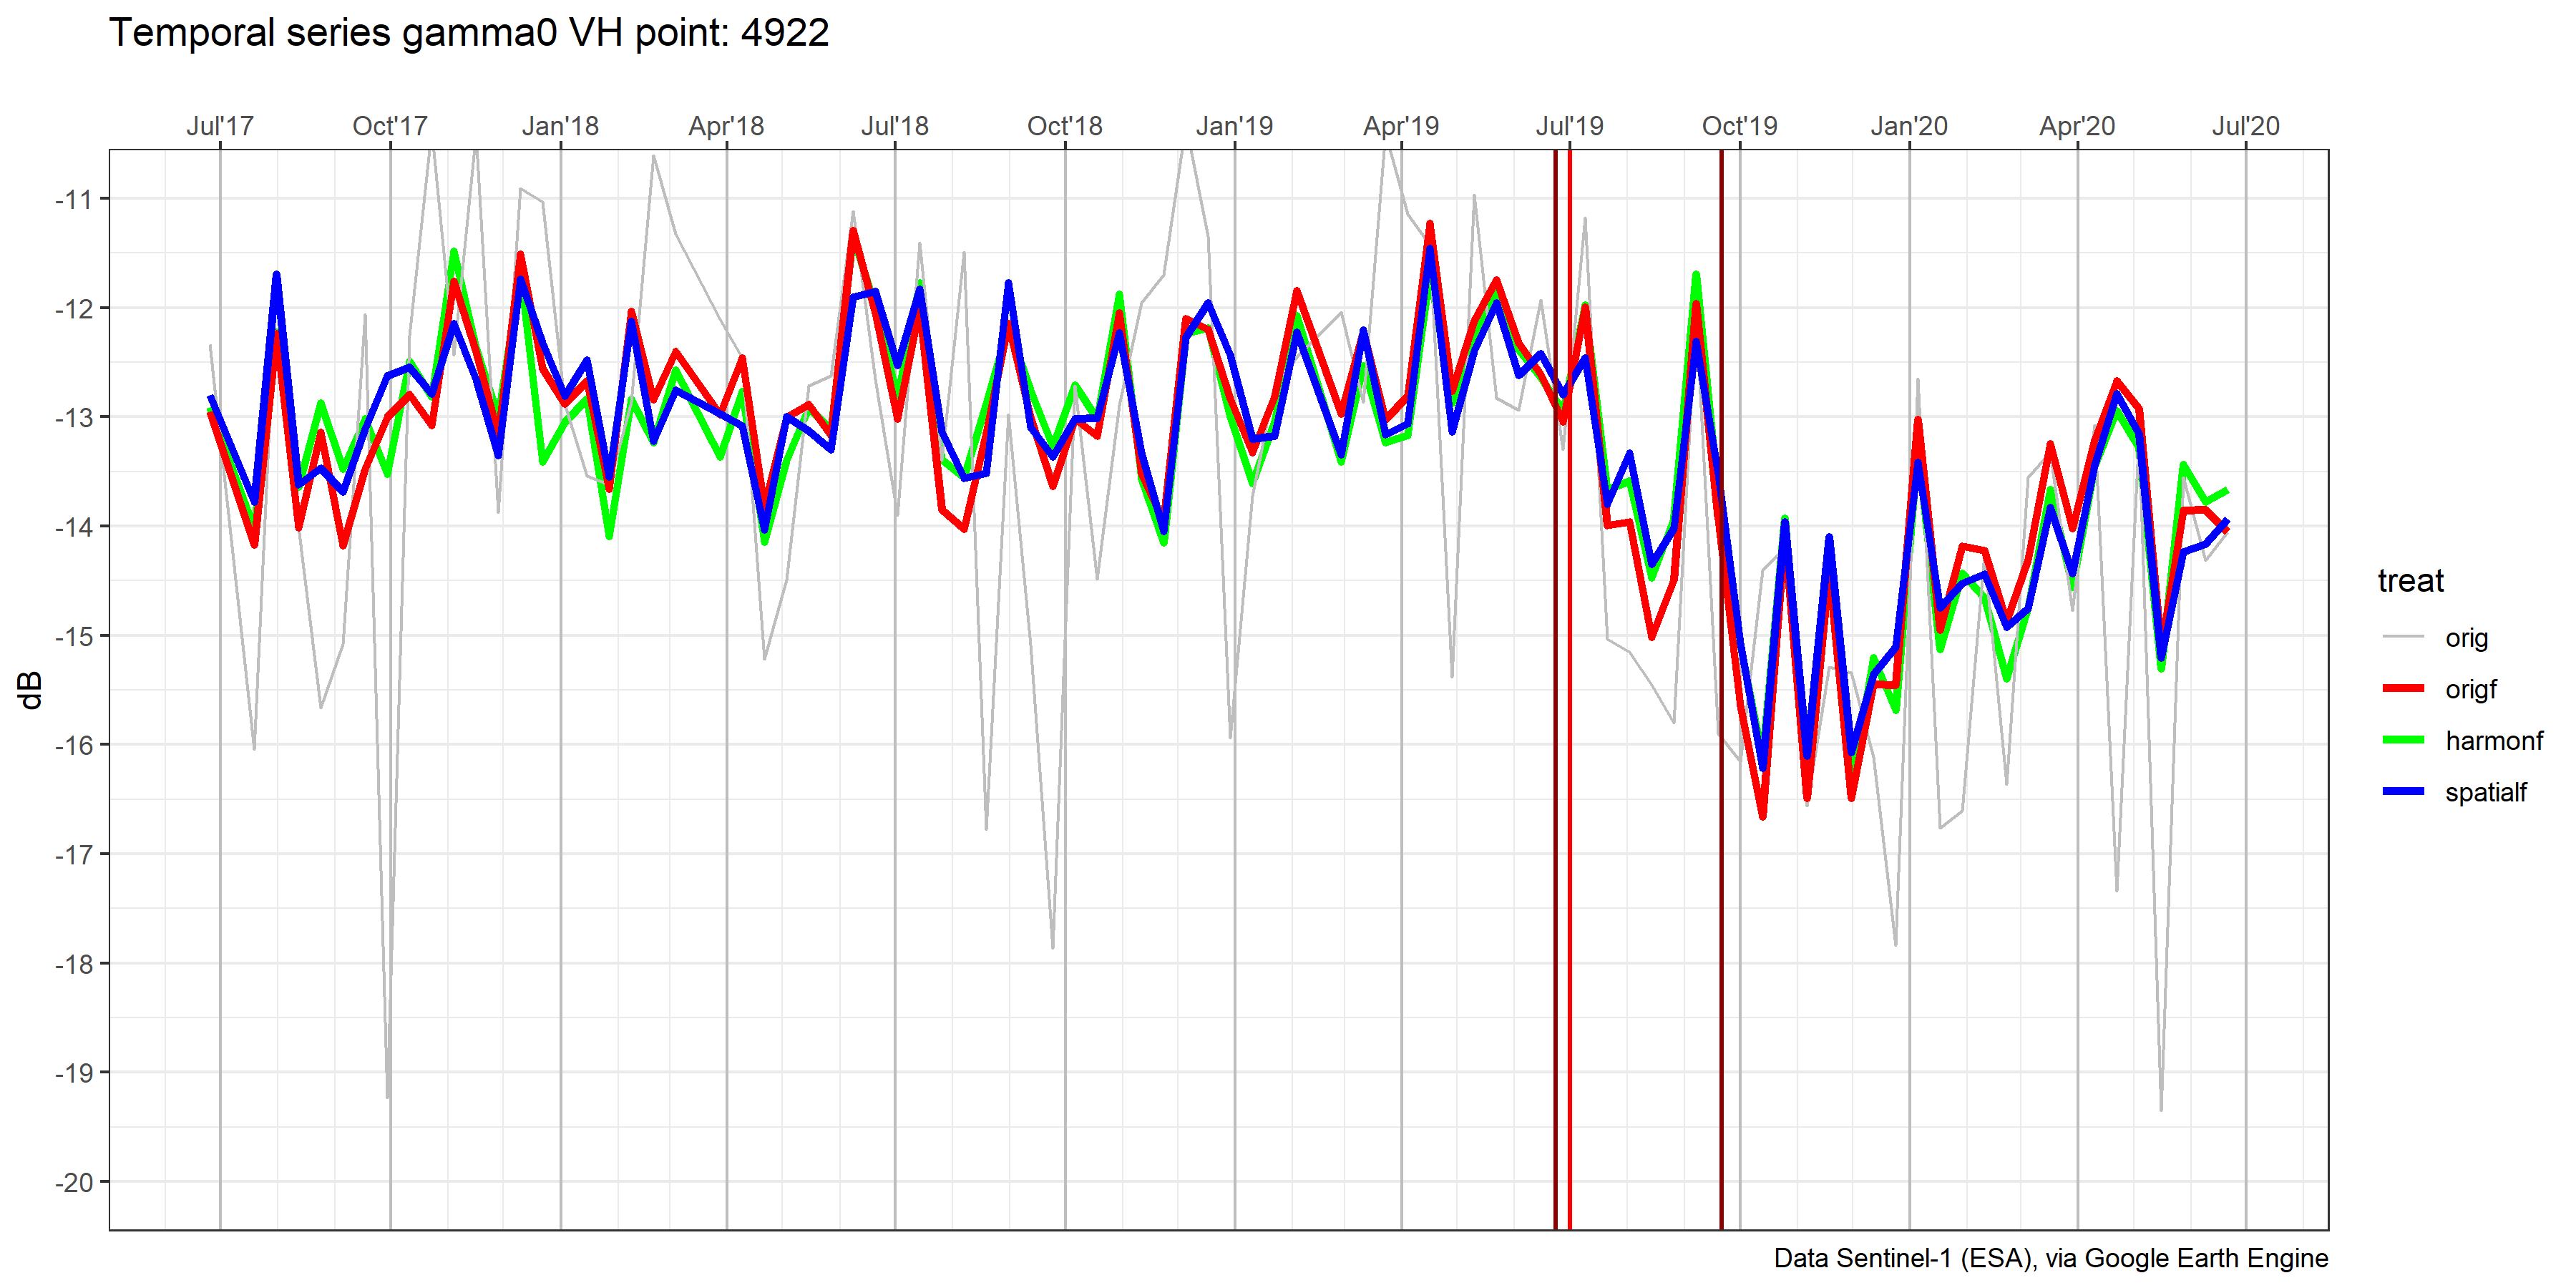 Temporal series gamma0 VH point: 4922
Jul'17 Oct'17 Jan'18 Apr'18 Jul'18 Oct'18 Jan'19 Apr'19 Jul'19 Oct'19 Jan'20 Apr'20 Jul'20
-11
-12
-13
-14
-15
-16
-17
-18
-19
-20
dB
treat
orig
origf
harmonf
spatialf
Data Sentinel-1 (ESA), via Google Earth Engine